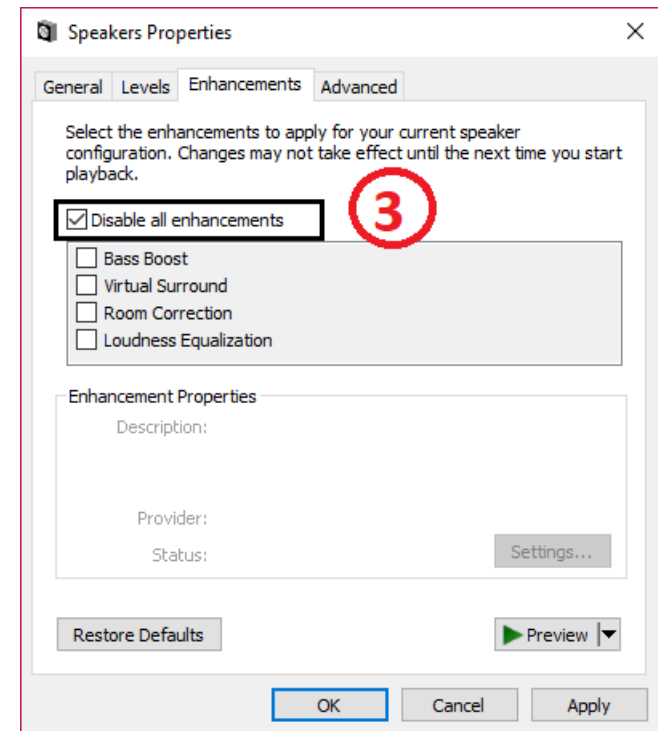 Speakers Properties
General Levels Enhancements Advanced
Select the enhancements to apply for your current speaker
configuration. Changes may not take effect until the next time you start
playback.
Disable all enhancements
3
Bass Boost
Virtual Surround
Room Correction
Loudness Equalization
Enhancement Properties
Description:
Provider:
Status:
Settings...
Restore Defaults
Preview
OK Cancel Apply